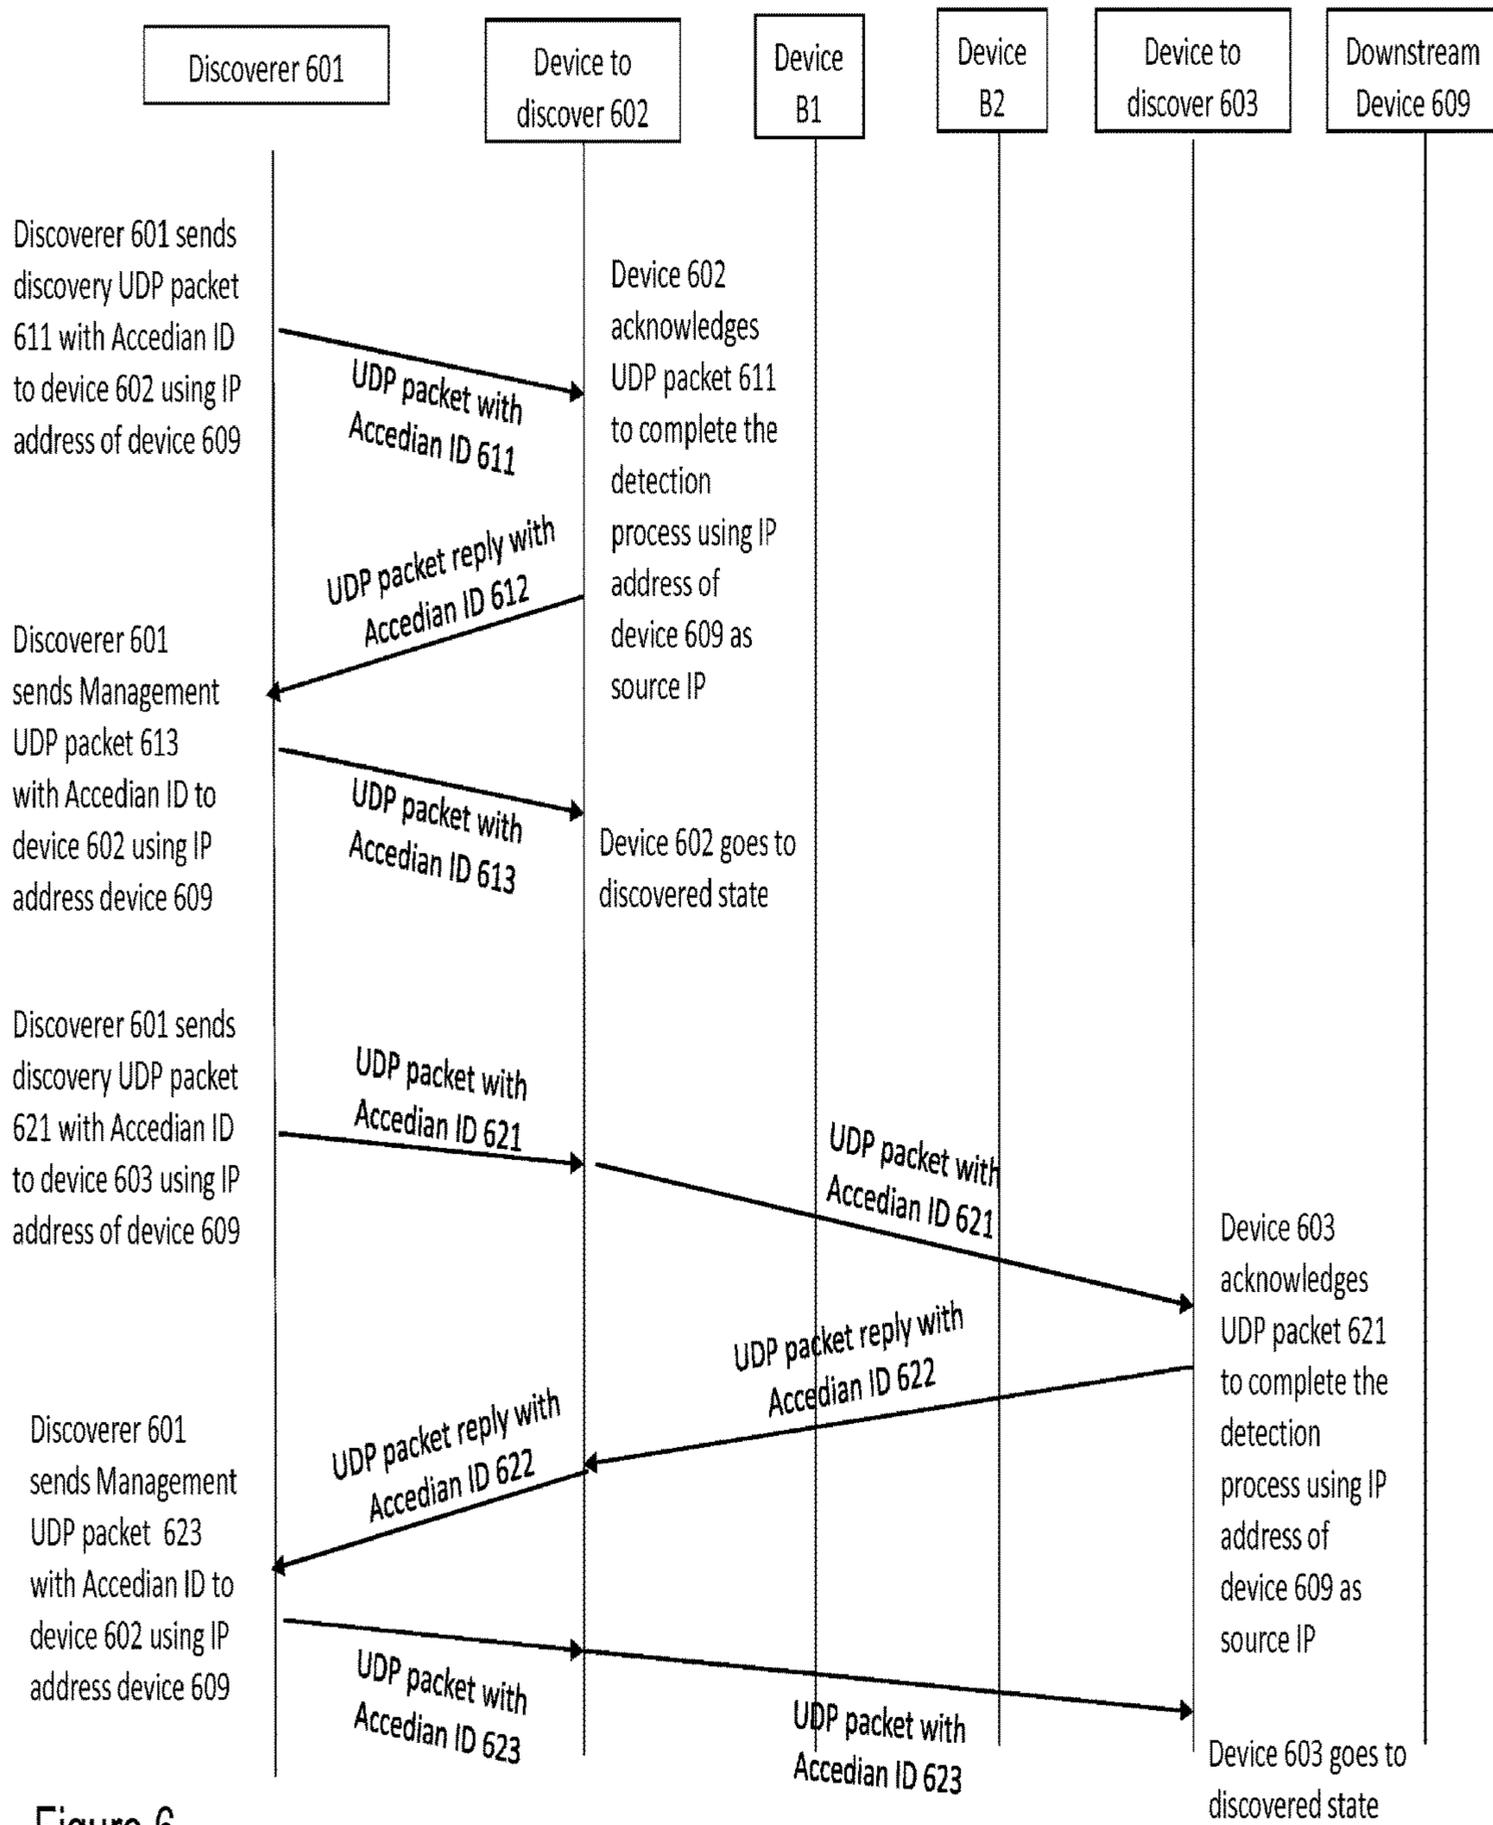 Discoverer 601
Device to
discover 602
Device
B1
Device
B2
Device to
discover 603
Downstream
Device 609
Discoverer 601 sends
discovery UDP packet
611 with Accedian ID
to device 602 using IP
address of device 609
UDP packet with
Accedian ID 611
Device 602
acknowledges
UDP packet 611
to complete the
detection
process using IP
address of
device 609 as
source IP
UDP packet reply with
Accedian ID 612
Discoverer 601
sends Management
UDP packet 613
with Accedian ID to
device 602 using IP
address device 609
UDP packet with
Accedian ID 613
Device 602 goes to
discovered state
Discoverer 601 sends
discovery UDP packet
621 with Accedian ID
to device 603 using IP
address of device 609
UDP packet with
Accedian ID 621
UDP packet with
Accedian ID 621
Device 603
acknowledges
UDP packet 621
to complete the
detection
process using IP
address of
device 609 as
source IP
UDP packet reply with
Accedian ID 622
UDP packet reply with
Accedian ID 622
Discoverer 601
sends Management
UDP packet 623
with Accedian ID to
device 602 using IP
address device 609
UDP packet with
Accedian ID 623
UDP packet with
Accedian ID 623
Device 603 goes to
discovered state
Figure 6